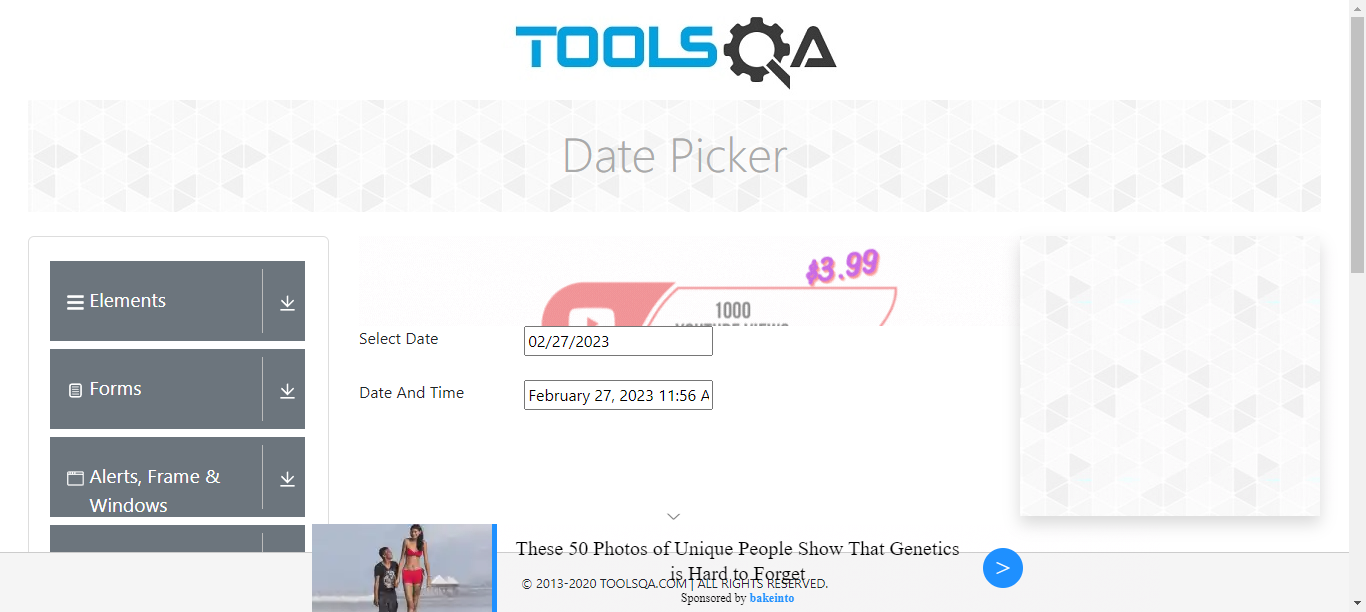 TOOLSQA
Date Picker
Elements
Forms
Alerts, Frame &
Windows
$3.99
1000
YOUTUBE VIEWS
Select Date
02/27/2023
Date And Time
February 27, 2023 11:56 A
These 50 Photos of Unique People Show That Genetics
is Hard to Forget
>
© 2013-2020 TOOLSQA.COM | ALL RIGHTS RESERVED.
Sponsored by bakeinto